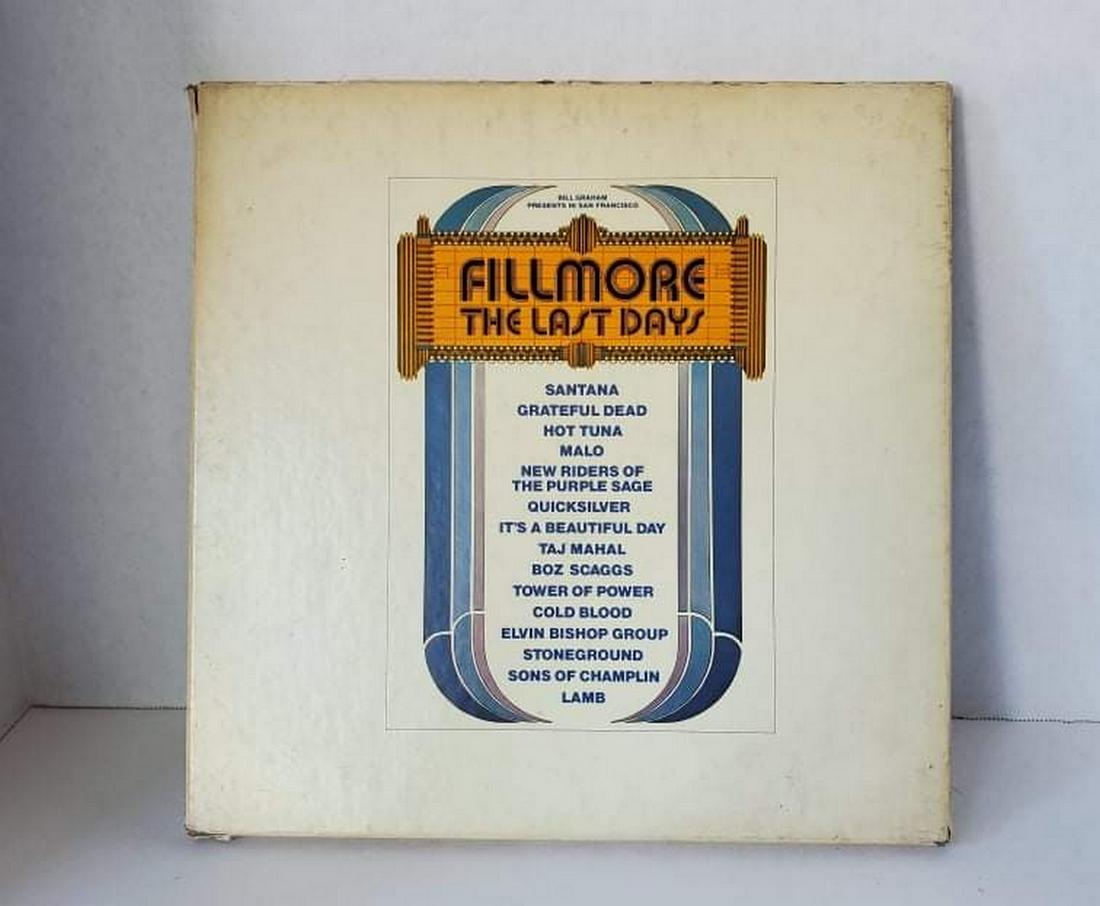 BILL GRAHAM
PRESENTS IN SAN FRANCISCO
FILLMORE
THE LAST DAYS
SANTANA
GRATEFUL DEAD
HOT TUNA
MALO
NEW RIDERS OF
THE PURPLE SAGE
QUICKSILVER
IT'S A BEAUTIFUL DAY
TAJ MAHAL
BOZ SCAGGS
TOWER OF POWER
COLD BLOOD
ELVIN BISHOP GROUP
STONEGROUND
SONS OF CHAMPLIN
LAMB